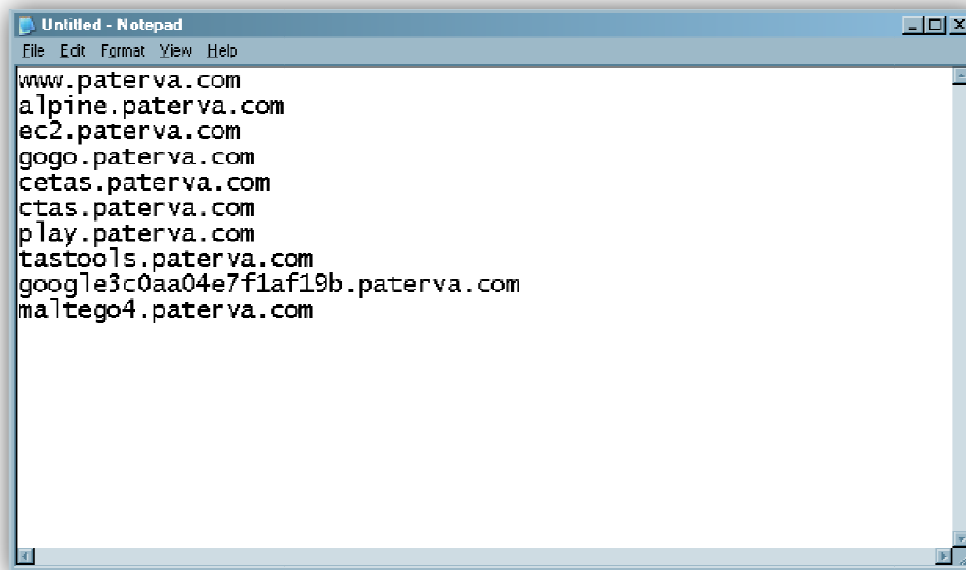 Untitled - Notepad
File Edit Format View Help
www.paterva.com
alpine.paterva.com
ec2.paterva.com
gogo.paterva.com
cetas.paterva.com
ctas.paterva.com
play.paterva.com
tastools.paterva.com
google3c0aa04e7f1af19b.paterva.com
maltego4.paterva.com